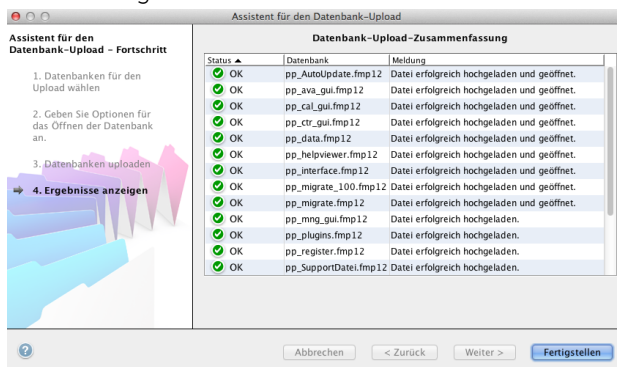 Assistent für den Datenbank-Upload
Assistent für den
Datenbank-Upload – Fortschritt
1. Datenbanken für den
Upload wählen
2. Geben Sie Optionen für
das Öffnen der Datenbank
an.
3. Datenbanken uploaden
4. Ergebnisse anzeigen
Datenbank-Upload-Zusammenfassung
Status Datenbank Meldung
OK pp_AutoUpdate.fmp12 Datei erfolgreich hochgeladen und geöffnet.
OK pp_ava_gui.fmp12 Datei erfolgreich hochgeladen und geöffnet.
OK pp_cal_gui.fmp12 Datei erfolgreich hochgeladen und geöffnet.
OK pp_ctr_gui.fmp12 Datei erfolgreich hochgeladen und geöffnet.
OK pp_data.fmp12 Datei erfolgreich hochgeladen und geöffnet.
OK pp_helpviewer.fmp12 Datei erfolgreich hochgeladen und geöffnet.
OK pp_interface.fmp12 Datei erfolgreich hochgeladen und geöffnet.
OK pp_migrate_100.fmp12 Datei erfolgreich hochgeladen und geöffnet.
OK pp_migrate.fmp12 Datei erfolgreich hochgeladen und geöffnet.
OK pp_mng_gui.fmp12 Datei erfolgreich hochgeladen.
OK pp_plugins.fmp12 Datei erfolgreich hochgeladen.
OK pp_register.fmp12 Datei erfolgreich hochgeladen.
OK pp_SupportDatei.fmp12 Datei erfolgreich hochgeladen.
? Abbrechen < Zurück Weiter > Fertigstellen